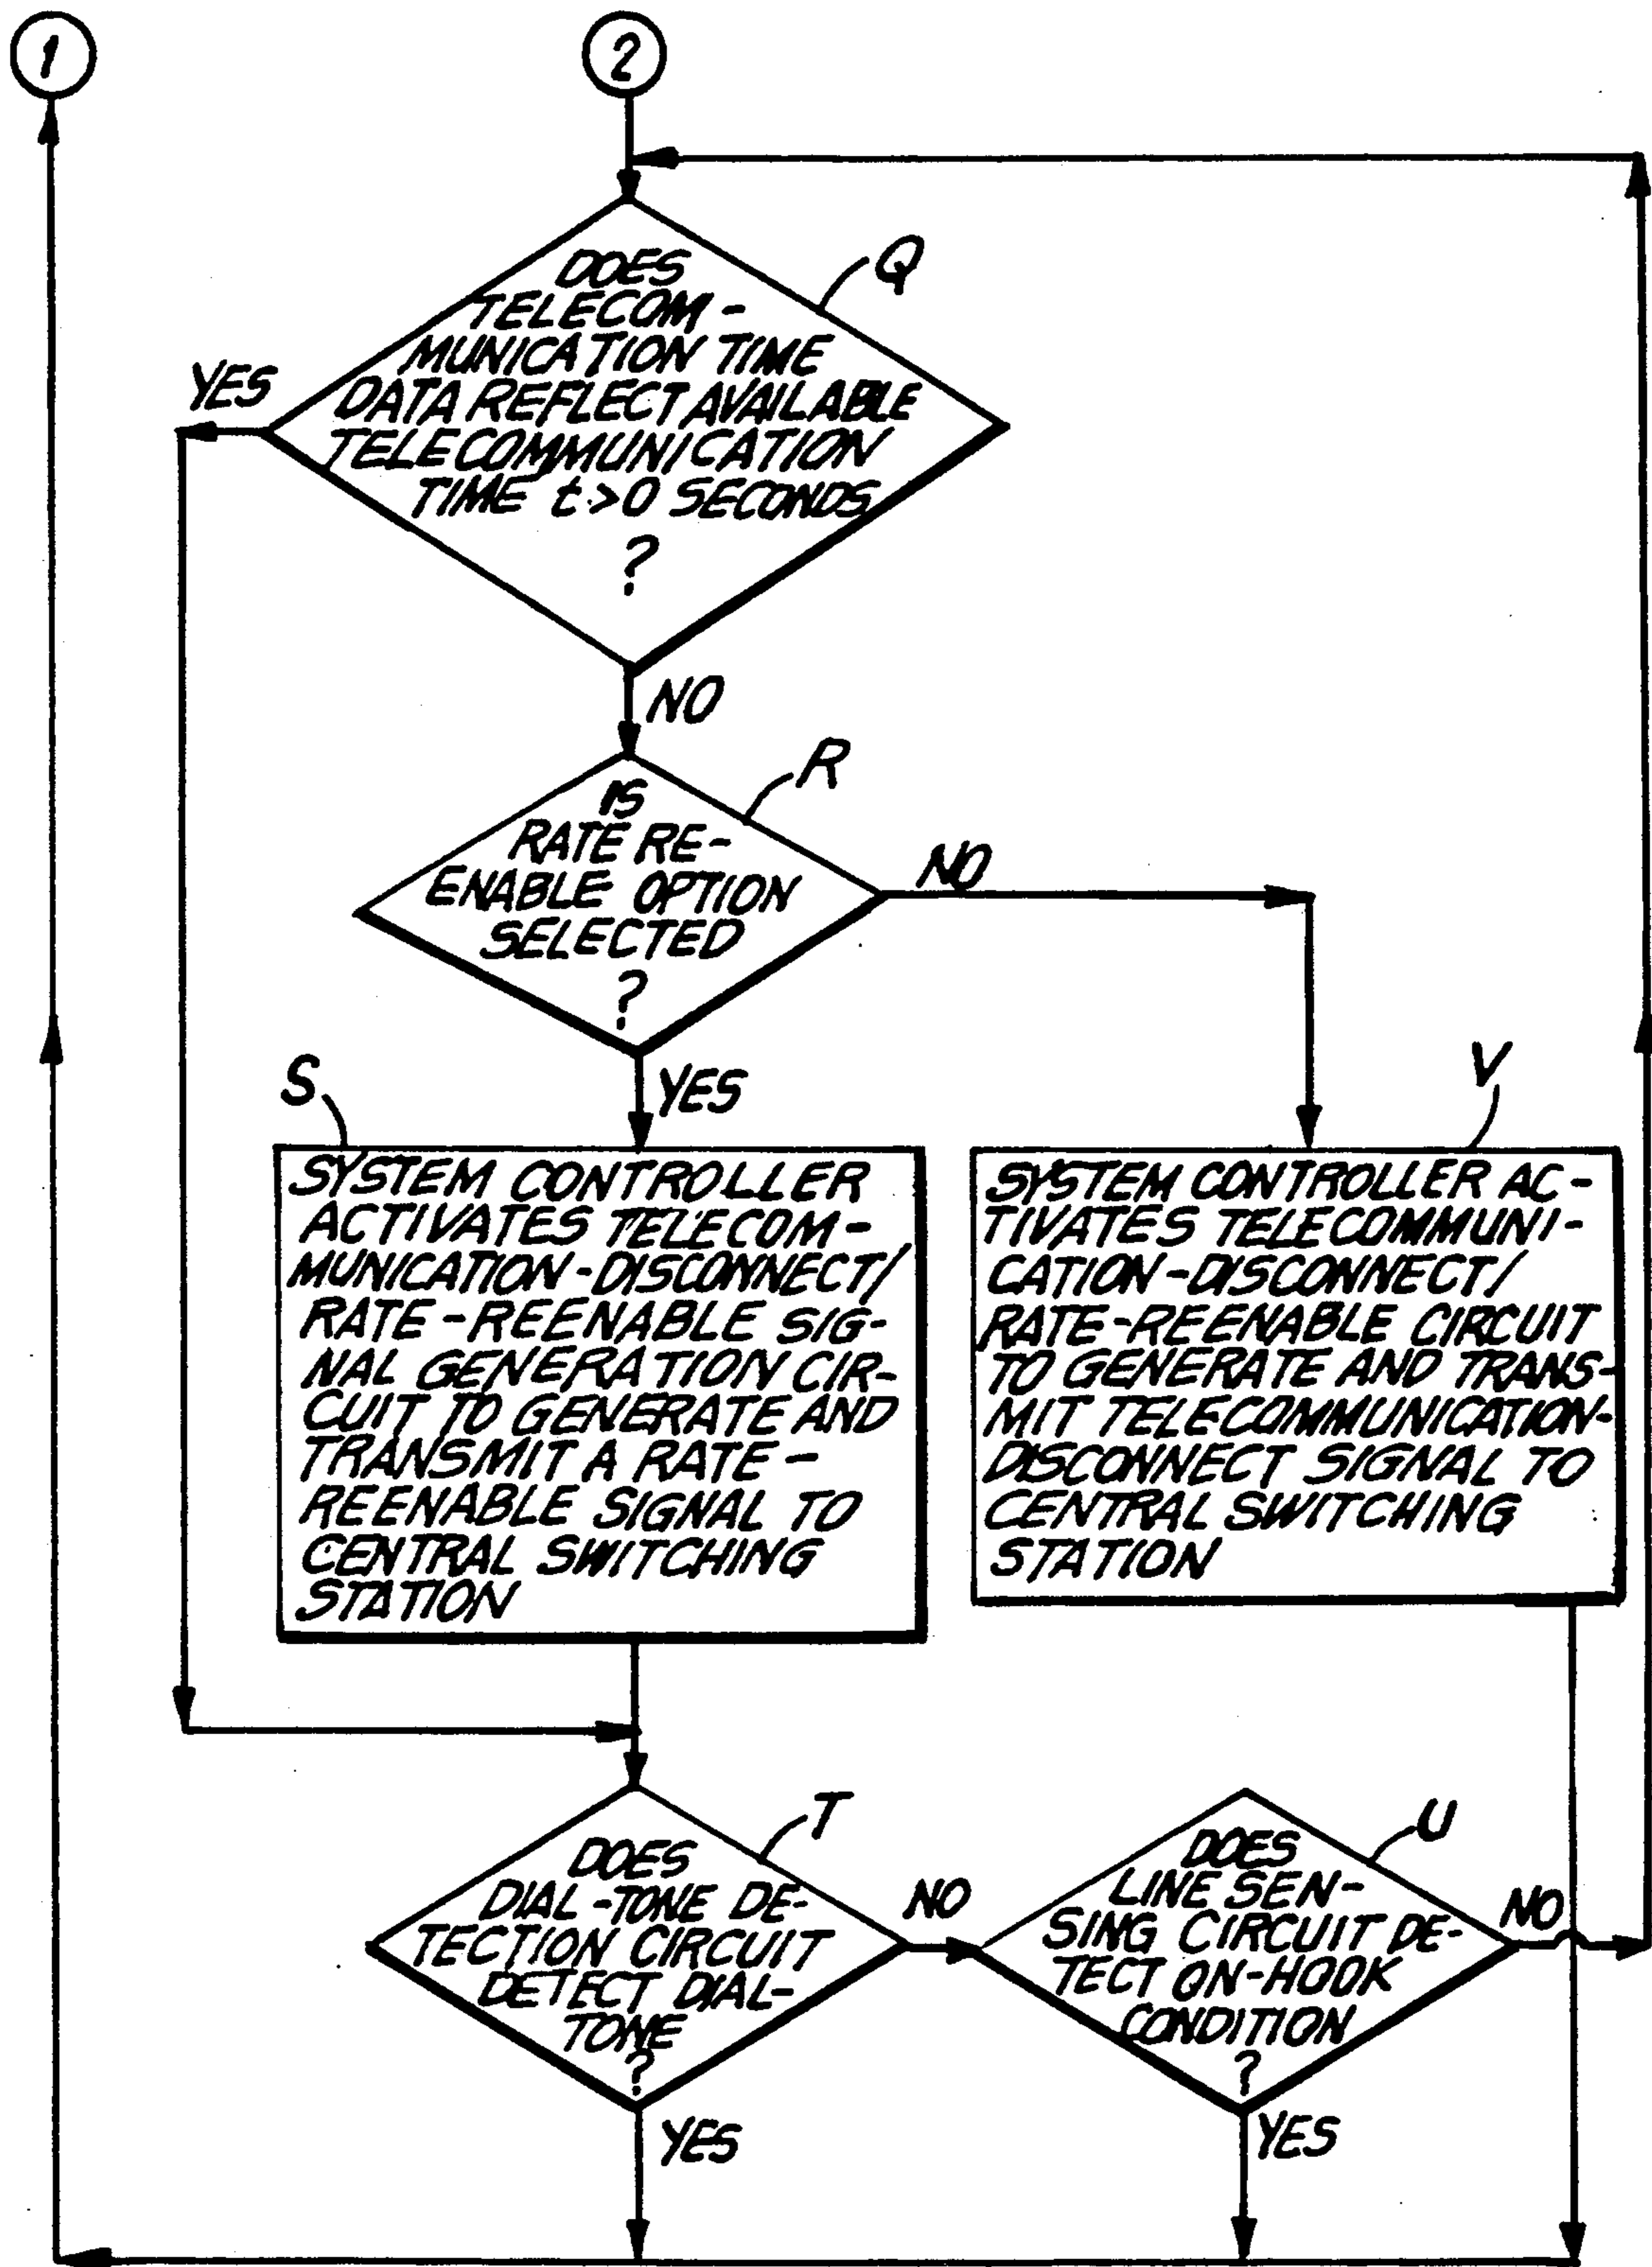 1
2
Q
DOES
TELECOM-
MUNICATION TIME
DATA REFLECT AVAILABLE
TELECOMMUNICATION
TIME t>0 SECONDS
?
YES
NO
R
IS
RATE RE-
ENABLE OPTION
SELECTED
?
NO
YES
S
SYSTEM CONTROLLER
ACTIVATES TELECOM-
MUNICATION-DISCONNECT/
RATE-REENABLE SIG-
NAL GENERATION CIR-
CUIT TO GENERATE AND
TRANSMIT A RATE-
REENABLE SIGNAL TO
CENTRAL SWITCHING
STATION
V
SYSTEM CONTROLLER AC-
TIVATES TELECOMMUNI-
CATION-DISCONNECT/
RATE-REENABLE CIRCUIT
TO GENERATE AND TRANS-
MIT TELECOMMUNICATION-
DISCONNECT SIGNAL TO
CENTRAL SWITCHING
STATION
T
DOES
DIAL-TONE DE-
TECTION CIRCUIT
DETECT DIAL-
TONE
?
NO
YES
U
DOES
LINE SEN-
SING CIRCUIT DE-
TECT ON-HOOK
CONDITION
?
NO
YES